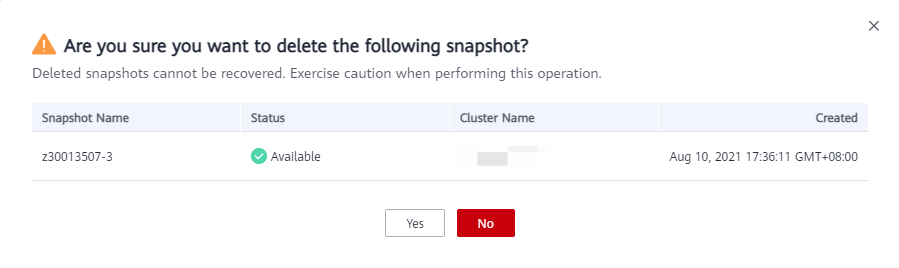 Are you sure you want to delete the following snapshot?
Deleted snapshots cannot be recovered. Exercise caution when performing this operation.
Snapshot Name Status Cluster Name Created
z30013507-3 Available Aug 10, 2021 17:36:11 GMT+08:00
Yes No